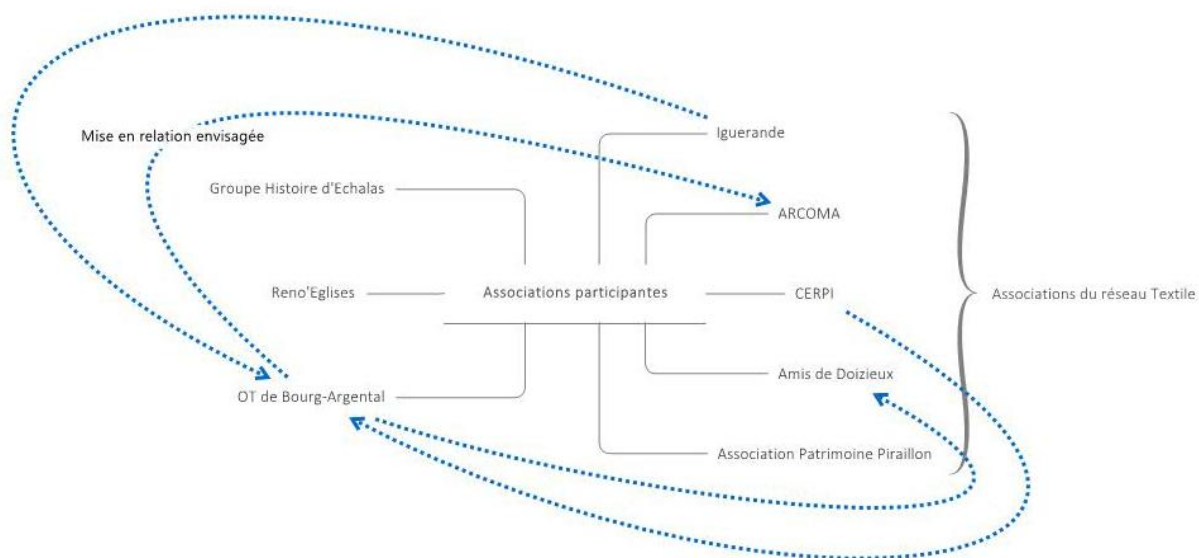 Iguerande
Mise en relation envisagée
Groupe Histoire d'Echalas
ARCOMA
Reno'Eglises
Associations participantes
CERPI
Associations du réseau Textile
Amis de Doizieux
OT de Bourg-Argental
Association Patrimoine Piraillon